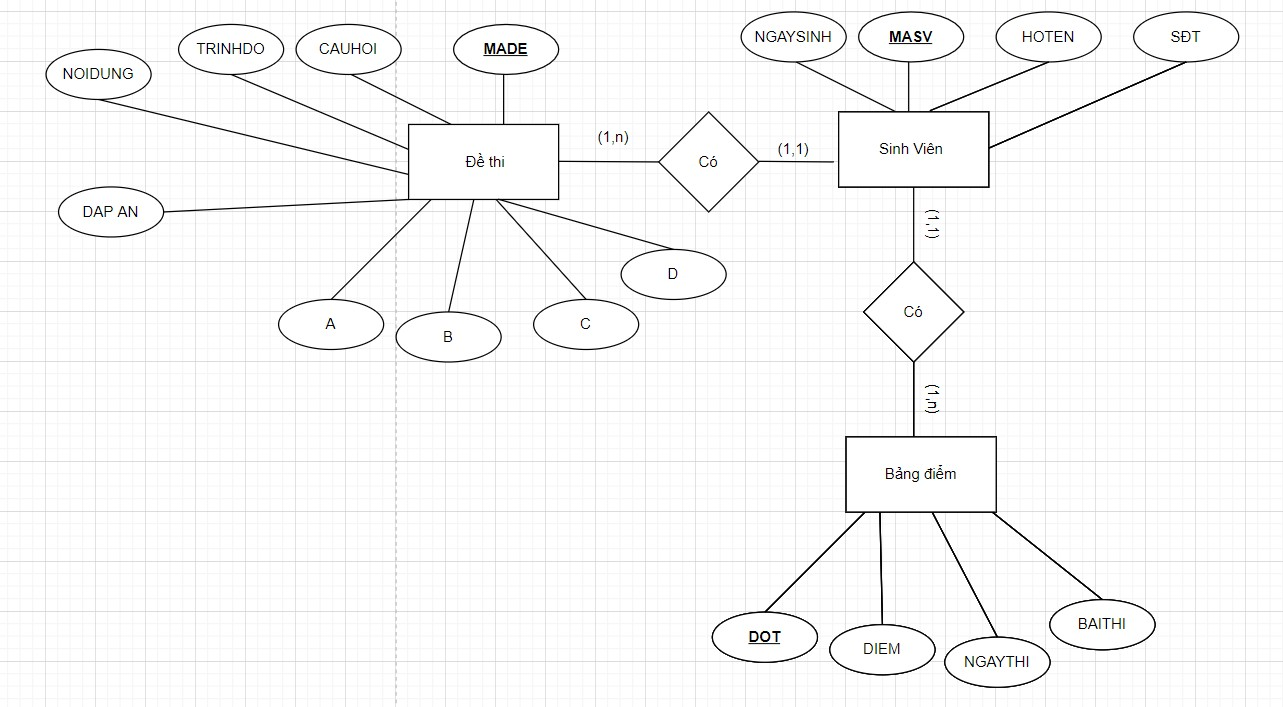 NGAYSINH
MASV
HOTEN
SĐT
TRINHDO
CAUHOI
MADE
NOIDUNG
(1,n)
(1,1)
Đề thi
Có
Sinh Viên
DAP AN
(1,1)
D
A
B
C
Có
(1,n)
Bảng điểm
DOT
DIEM
NGAYTHI
BAITHI